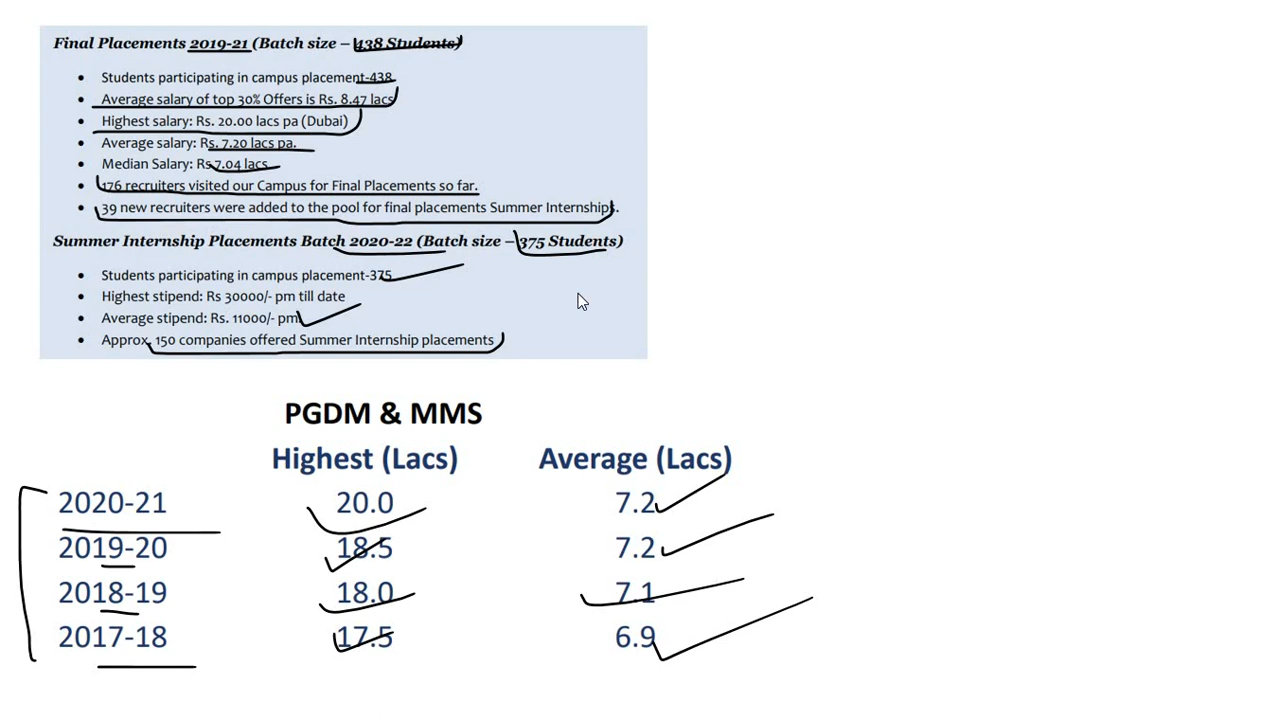 Final Placements 2019-21 (Batch size – 438 Students)
• Students participating in campus placement-438
• Average salary of top 30% Offers is Rs. 8.47 lacs
• Highest salary: Rs. 20.00 lacs pa (Dubai)
• Average salary: Rs. 7.20 lacs pa.
• Median Salary: Rs 7.04 lacs
• 176 recruiters visited our Campus for Final Placements so far.
• 39 new recruiters were added to the pool for final placements Summer Internships.
Summer Internship Placements Batch 2020-22 (Batch size – 375 Students)
• Students participating in campus placement-375
• Highest stipend: Rs 30000/- pm till date
• Average stipend: Rs. 11000/- pm
• Approx. 150 companies offered Summer Internship placements
PGDM & MMS
Highest (Lacs) Average (Lacs)
2020-21 20.0 7.2
2019-20 18.5 7.2
2018-19 18.0 7.1
2017-18 17.5 6.9